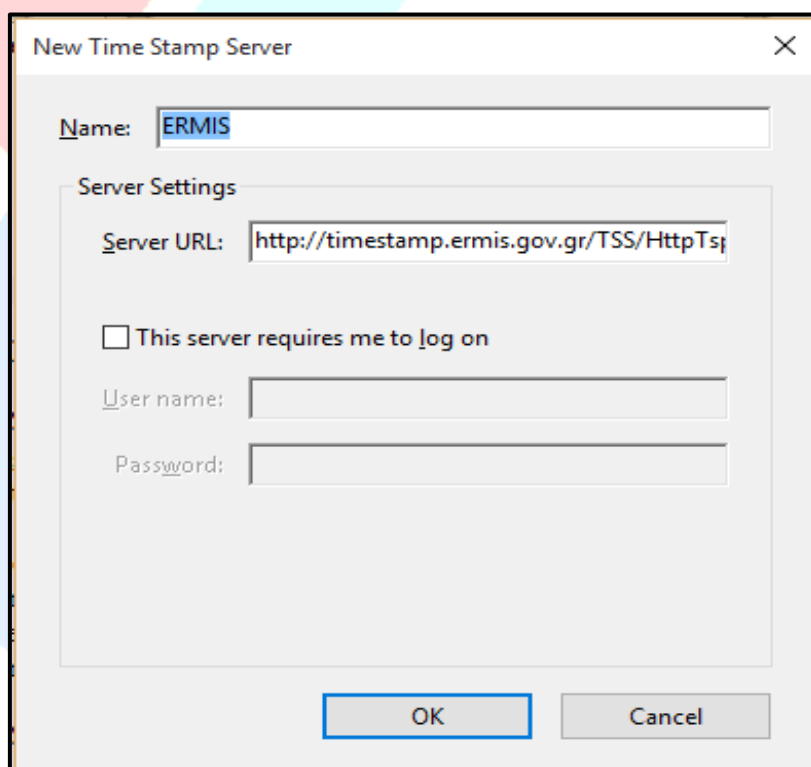 New Time Stamp Server
Name: ERMIS
Server Settings
Server URL: http://timestamp.ermis.gov.gr/TSS/HttpTsp
This server requires me to log on
User name:
Password:
OK Cancel